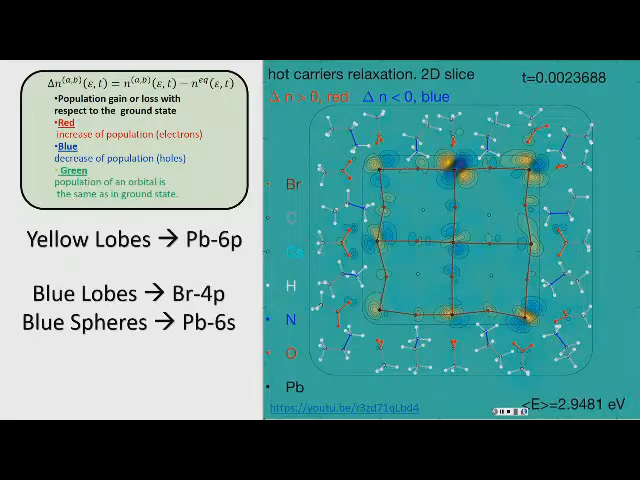 Δn^(a,b)(ε,t) = n^(a,b)(ε,t) − n^eq(ε,t)
•Population gain or loss with
respect to the ground state
•Red
increase of population (electrons)
•Blue
decrease of population (holes)
• Green
population of an orbital is
the same as in ground state.
Yellow Lobes → Pb-6p
Blue Lobes → Br-4p
Blue Spheres → Pb-6s
hot carriers relaxation. 2D slice
t=0.0023688
Δ n > 0, red Δ n < 0, blue
Br
C
Cs
H
N
O
Pb
https://youtu.be/r3zd71qLbd4
<E>=2.9481 eV